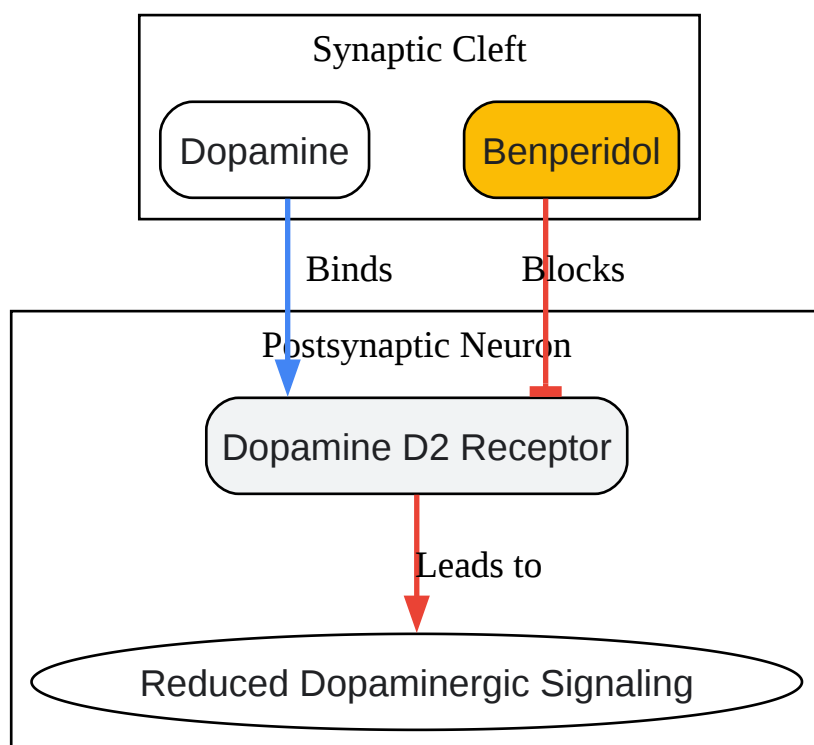 Synaptic Cleft
Dopamine
Benperidol
Binds
Blocks
Postsynaptic Neuron
Dopamine D2 Receptor
Leads to
Reduced Dopaminergic Signaling